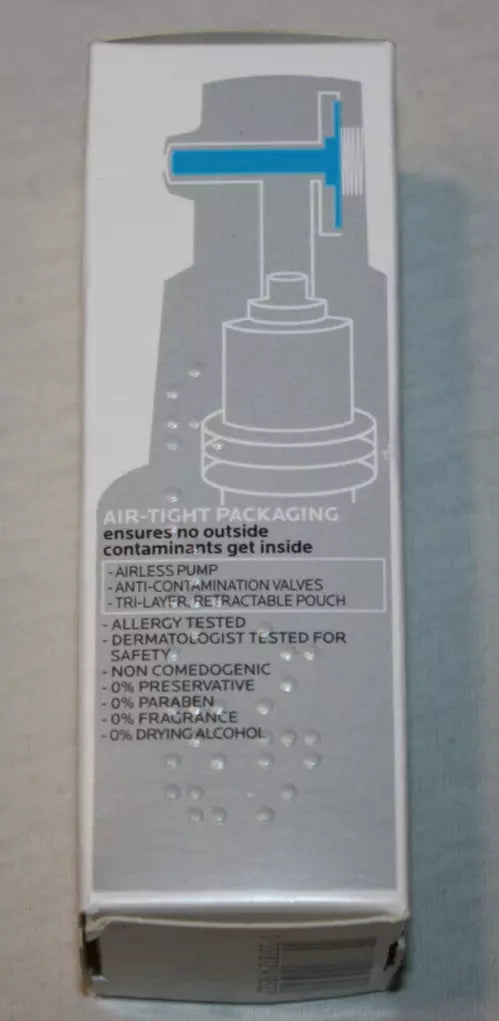 AIR-TIGHT PACKAGING
ensures no outside
contaminants get inside
- AIRLESS PUMP
- ANTI-CONTAMINATION VALVES
- TRI-LAYER, RETRACTABLE POUCH
- ALLERGY TESTED
- DERMATOLOGIST TESTED FOR
SAFETY
- NON COMEDOGENIC
- 0% PRESERVATIVE
- 0% PARABEN
- 0% FRAGRANCE
- 0% DRYING ALCOHOL